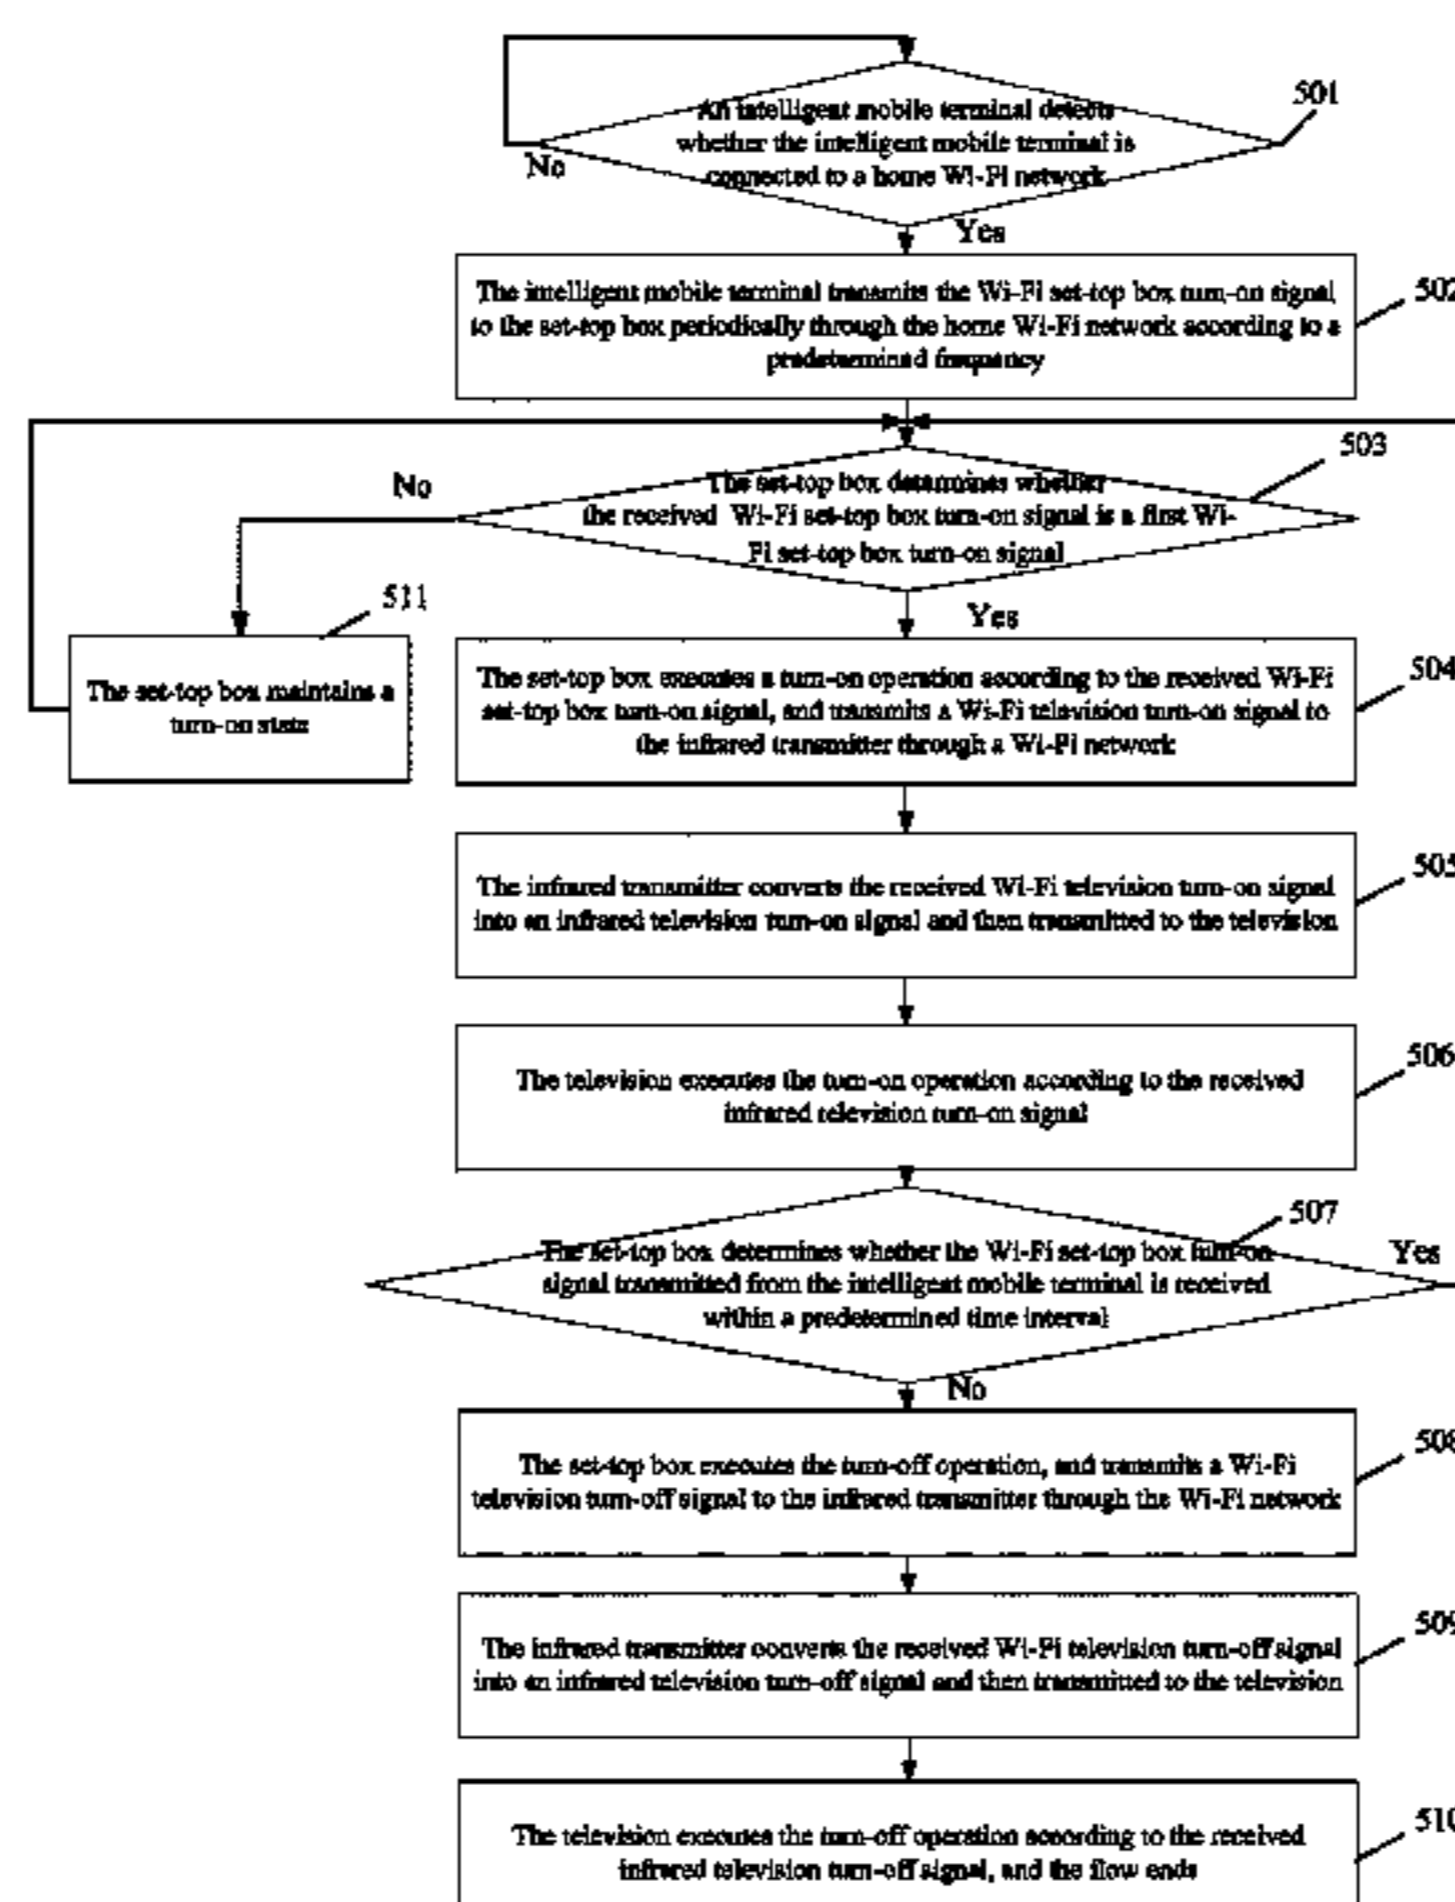 An intelligent mobile terminal detects
whether the intelligent mobile terminal is
connected to a home Wi-Fi network
501
No
Yes
The intelligent mobile terminal transmits the Wi-Fi set-top box turn-on signal
to the set-top box periodically through the home Wi-Fi network according to a
predetermined frequency
502
503
No
The set-top box determines whether
the received Wi-Fi set-top box turn-on signal is a first Wi-
Fi set-top box turn-on signal
Yes
511
The set-top box maintains a
turn-on state
The set-top box executes a turn-on operation according to the received Wi-Fi
set-top box turn-on signal, and transmits a Wi-Fi television turn-on signal to
the infrared transmitter through a Wi-Fi network
504
The infrared transmitter converts the received Wi-Fi television turn-on signal
into an infrared television turn-on signal and then transmitted to the television
505
The television executes the turn-on operation according to the received
infrared television turn-on signal
506
507
The set-top box determines whether the Wi-Fi set-top box turn-on
signal transmitted from the intelligent mobile terminal is received
within a predetermined time interval
Yes
No
The set-top box executes the turn-off operation, and transmits a Wi-Fi
television turn-off signal to the infrared transmitter through the Wi-Fi network
508
The infrared transmitter converts the received Wi-Fi television turn-off signal
into an infrared television turn-off signal and then transmitted to the television
509
The television executes the turn-off operation according to the received
infrared television turn-off signal, and the flow ends
510